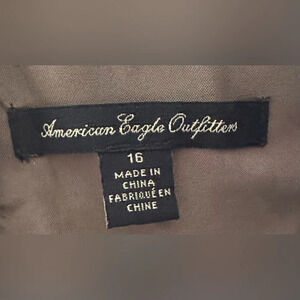 American Eagle Outfitters
16
MADE IN
CHINA
FABRIQUÉ EN
CHINE